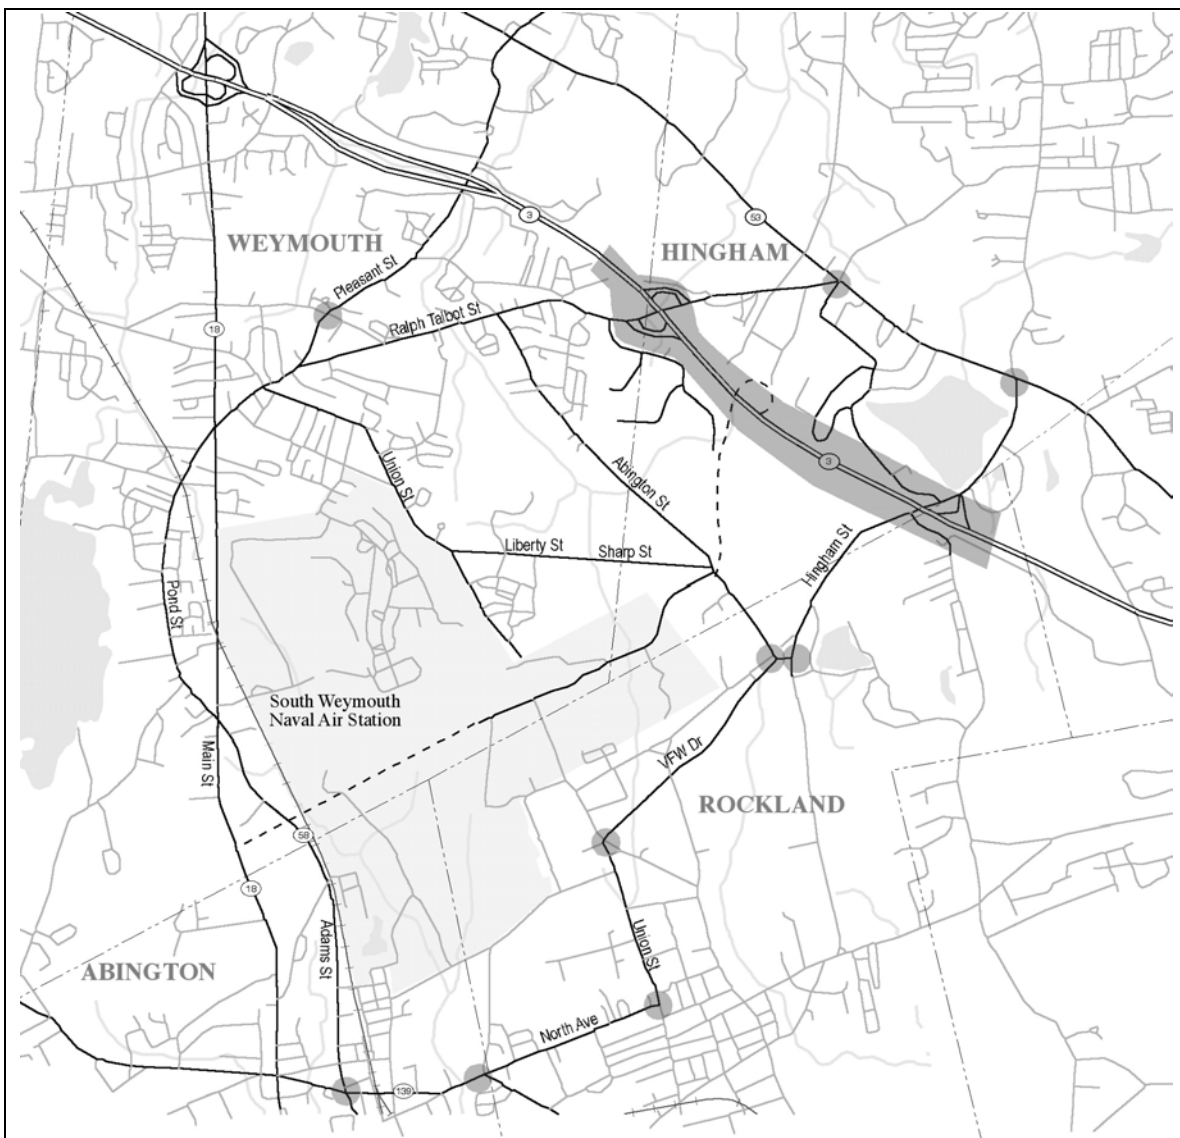 3
53
WEYMOUTH
HINGHAM
Pleasant St
18
Ralph Talbot St
Union St
Abington St
3
Liberty St
Sharp St
Hingham St
Pond St
South Weymouth
Naval Air Station
Main St
VFW Dr
ROCKLAND
58
18
Adams St
Union St
ABINGTON
North Ave
139